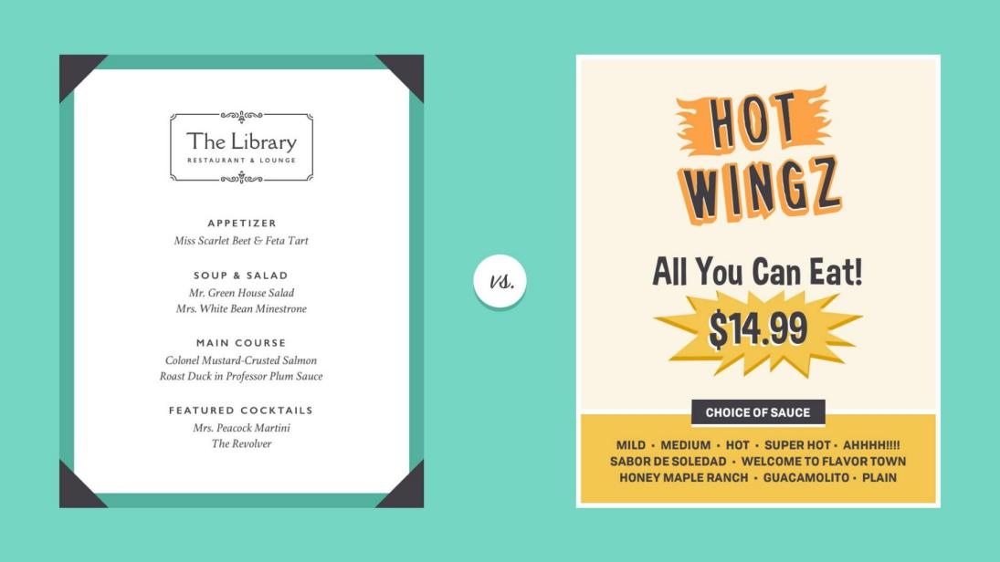 The Library
RESTAURANT & LOUNGE
APPETIZER
Miss Scarlet Beet & Feta Tart
SOUP & SALAD
Mr. Green House Salad
Mrs. White Bean Minestrone
MAIN COURSE
Colonel Mustard-Crusted Salmon
Roast Duck in Professor Plum Sauce
FEATURED COCKTAILS
Mrs. Peacock Martini
The Revolver
vs.
HOT
WINGZ
All You Can Eat!
$14.99
CHOICE OF SAUCE
MILD • MEDIUM • HOT • SUPER HOT • AHHHH!!!!
SABOR DE SOLEDAD • WELCOME TO FLAVOR TOWN
HONEY MAPLE RANCH • GUACAMOLITO • PLAIN